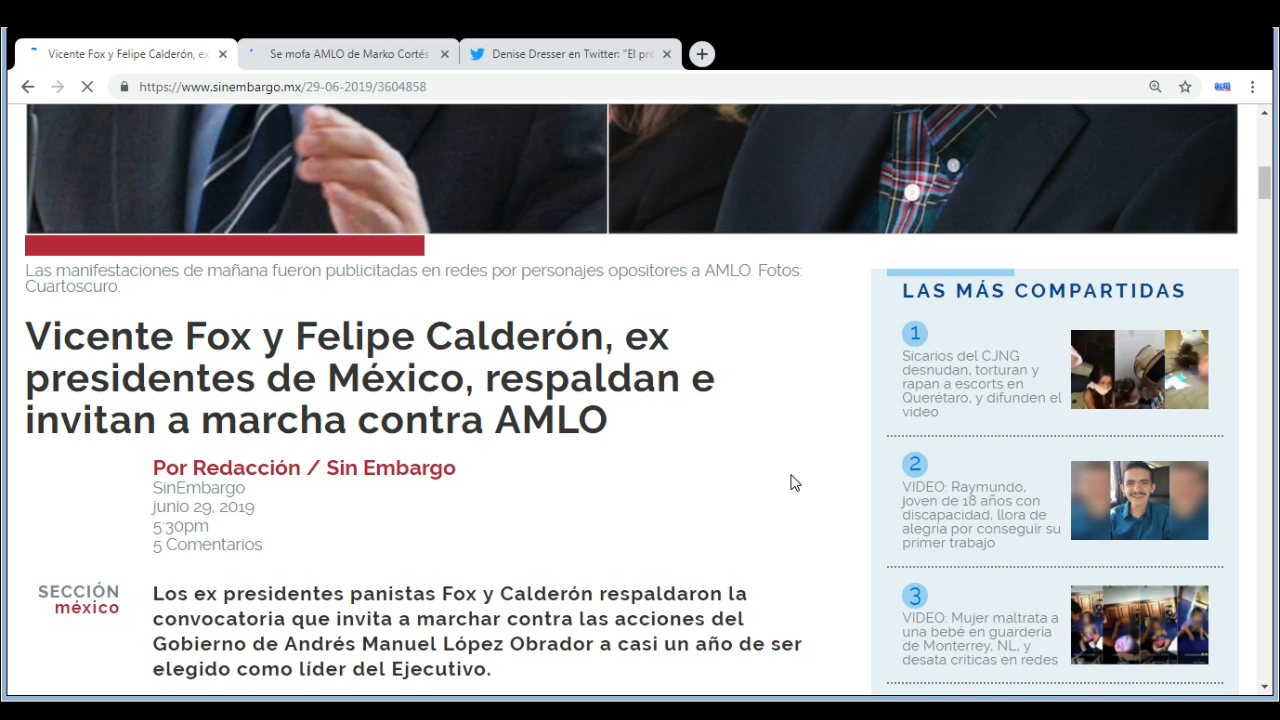 Vicente Fox y Felipe Calderón, ex
Se mofa AMLO de Marko Cortés
Denise Dresser en Twitter: "El pre
https://www.sinembargo.mx/29-06-2019/3604858
Las manifestaciones de mañana fueron publicitadas en redes por personajes opositores a AMLO. Fotos:
Cuartoscuro.
Vicente Fox y Felipe Calderón, ex
presidentes de México, respaldan e
invitan a marcha contra AMLO
Por Redacción / Sin Embargo
SinEmbargo
junio 29, 2019
5:30pm
5 Comentarios
SECCIÓN
méxico
Los ex presidentes panistas Fox y Calderón respaldaron la
convocatoria que invita a marchar contra las acciones del
Gobierno de Andrés Manuel López Obrador a casi un año de ser
elegido como líder del Ejecutivo.
LAS MÁS COMPARTIDAS
1
Sicarios del CJNG
desnudan, torturan y
rapan a escorts en
Querétaro, y difunden el
video
2
VIDEO: Raymundo,
joven de 18 años con
discapacidad, llora de
alegría por conseguir su
primer trabajo
3
VIDEO: Mujer maltrata a
una bebé en guardería
de Monterrey, NL, y
desata críticas en redes